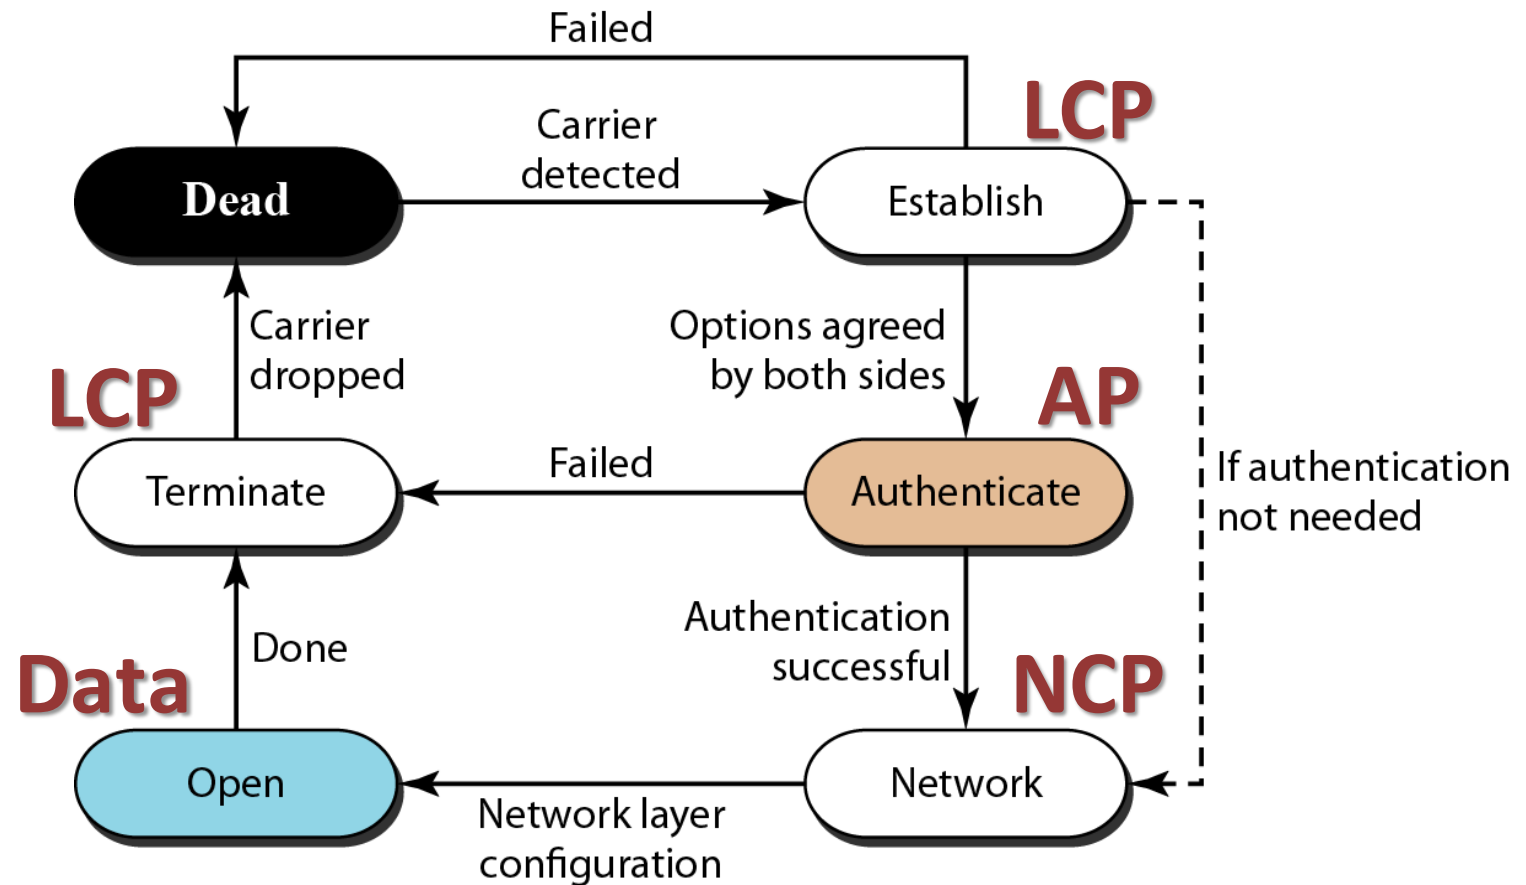 Failed
LCP
Carrier
detected
Dead
Establish
Carrier
dropped
Options agreed
by both sides
LCP
AP
Failed
If authentication
not needed
Terminate
Authenticate
Authentication
successful
Done
Data
NCP
Open
Network
Network layer
configuration